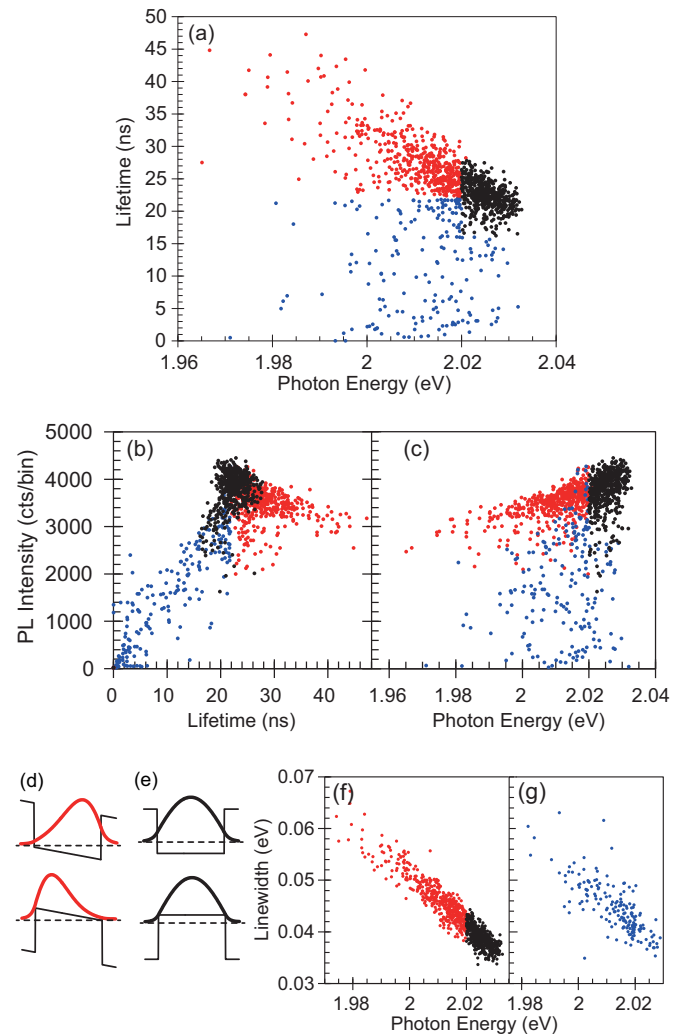 (a)
50
45
40
35
30
25
20
15
10
5
0
Lifetime (ns)
1.96 1.98 2 2.02 2.04
Photon Energy (eV)
(b) (c)
5000
4000
3000
2000
1000
0
PL Intensity (cts/bin)
0 10 20 30 40 1.96 1.98 2 2.02 2.04
Lifetime (ns) Photon Energy (eV)
(d) (e) (f) (g)
0.07
0.06
0.05
0.04
0.03
Linewidth (eV)
1.98 2 2.02 1.98 2 2.02
Photon Energy (eV)